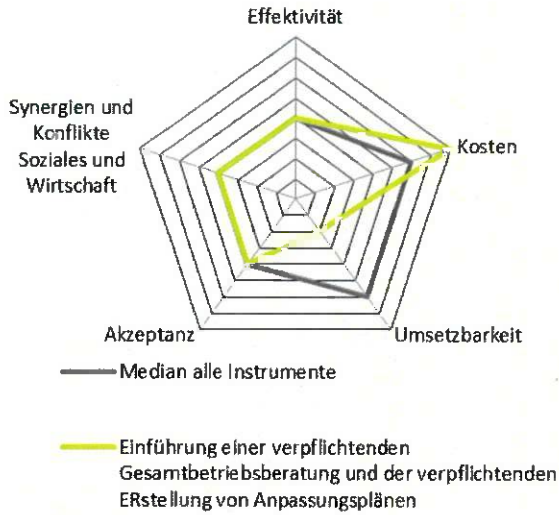 Effektivität
Synergien und
Konflikte
Soziales und
Wirtschaft
Kosten
Akzeptanz
Umsetzbarkeit
Median alle Instrumente
Einführung einer verpflichtenden
Gesamtbetriebsberatung und der verpflichtenden
ERstellung von Anpassungsplänen